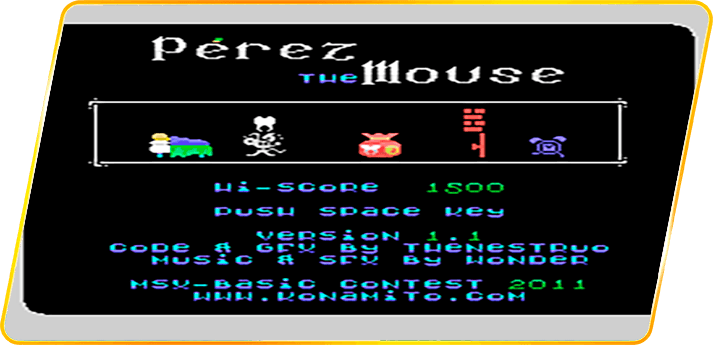 Pérez
THE Mouse
Hi-Score 1500
Push Space Key
Version 1.1
Code & Gfx by TheNestruo
Music & Sfx by Wonder
MSX-BASIC Contest 2011
www.konamito.com